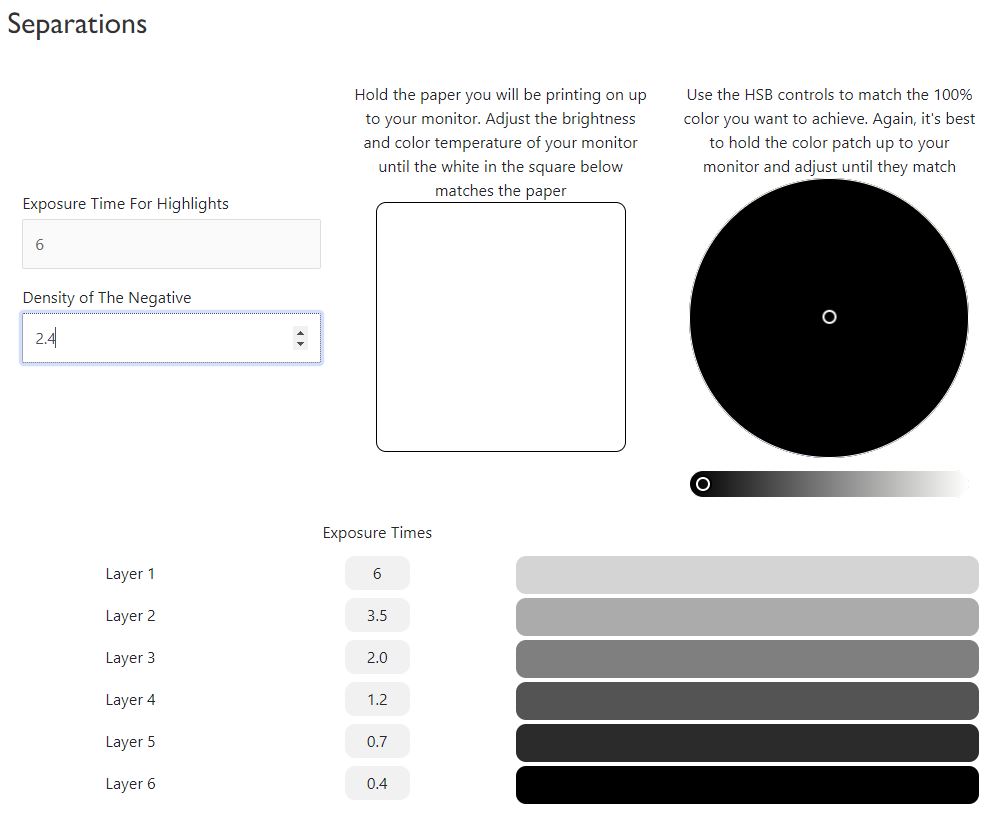 Separations
Hold the paper you will be printing on up
to your monitor. Adjust the brightness
and color temperature of your monitor
until the white in the square below
matches the paper
Use the HSB controls to match the 100%
color you want to achieve. Again, it's best
to hold the color patch up to your
monitor and adjust until they match
Exposure Time For Highlights
6
Density of The Negative
2.4
Exposure Times
Layer 1 6
Layer 2 3.5
Layer 3 2.0
Layer 4 1.2
Layer 5 0.7
Layer 6 0.4